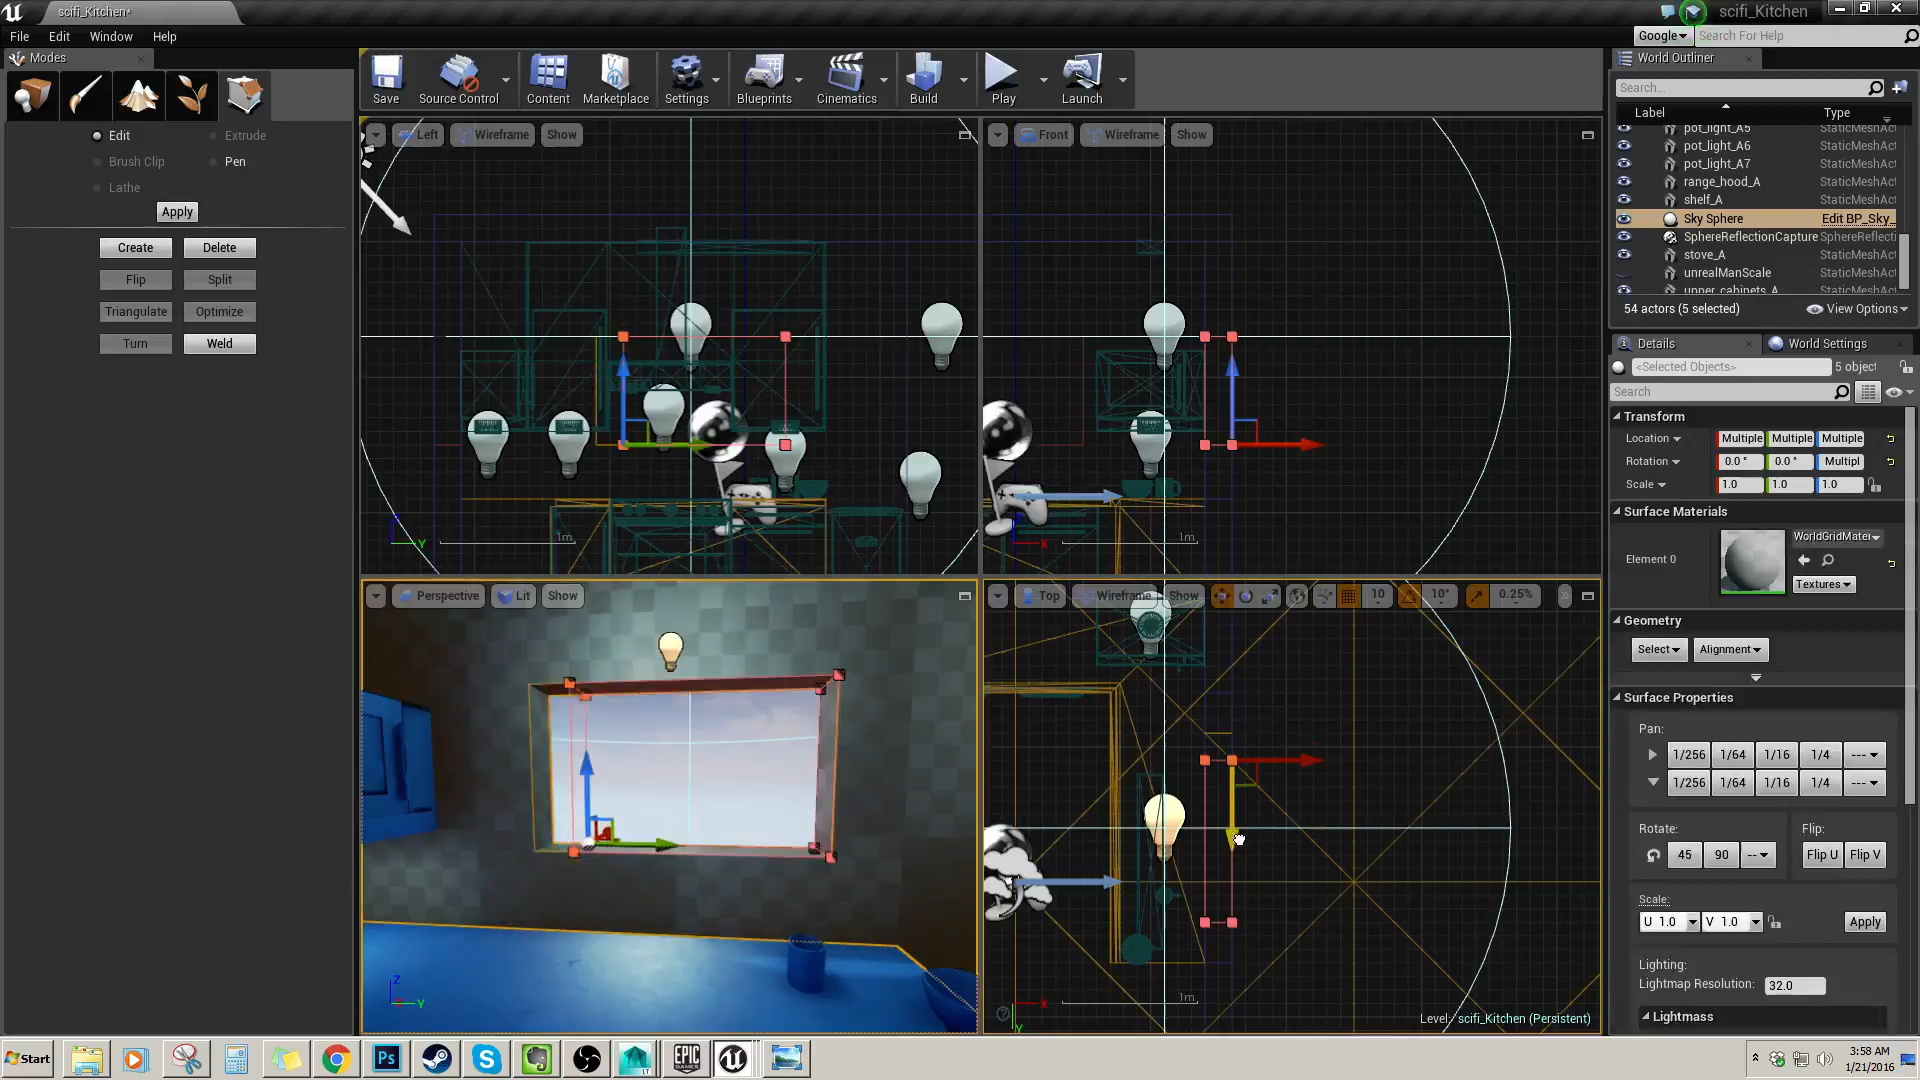 scifi_Kitchen*
scifi_Kitchen
File Edit Window Help
Google Search For Help
Modes
Edit Extrude
Brush Clip Pen
Lathe
Apply
Create Delete
Flip Split
Triangulate Optimize
Turn Weld
Save Source Control Content Marketplace Settings Blueprints Cinematics Build Play Launch
Left Wireframe Show
Front Wireframe Show
1m
1m
Z Y
X
Perspective Lit Show
Top Wireframe Show 10 10° 0.25%
Z
Y
X
Y
1m
Level: scifi_Kitchen (Persistent)
World Outliner
Search...
Label Type
pot_light_A5 StaticMeshAct
pot_light_A6 StaticMeshAct
pot_light_A7 StaticMeshAct
range_hood_A StaticMeshAct
shelf_A StaticMeshAct
Sky Sphere Edit BP_Sky_
SphereReflectionCapture SphereReflecti
stove_A StaticMeshAct
unrealManScale StaticMeshAct
upper_cabinets_A StaticMeshAct
54 actors (5 selected) View Options
Details World Settings
<Selected Objects> 5 object
Search
Transform
Location Multiple Multiple Multiple
Rotation 0.0 ° 0.0 ° Multipl
Scale 1.0 1.0 1.0
Surface Materials
Element 0 WorldGridMater
Textures
Geometry
Select Alignment
Surface Properties
Pan:
1/256 1/64 1/16 1/4 ---
1/256 1/64 1/16 1/4 ---
Rotate: Flip:
45 90 -- Flip U Flip V
Scale:
U 1.0 V 1.0 Apply
Lighting:
Lightmap Resolution: 32.0
Lightmass
Start Ps LT EPIC GAMES
3:58 AM
1/21/2016